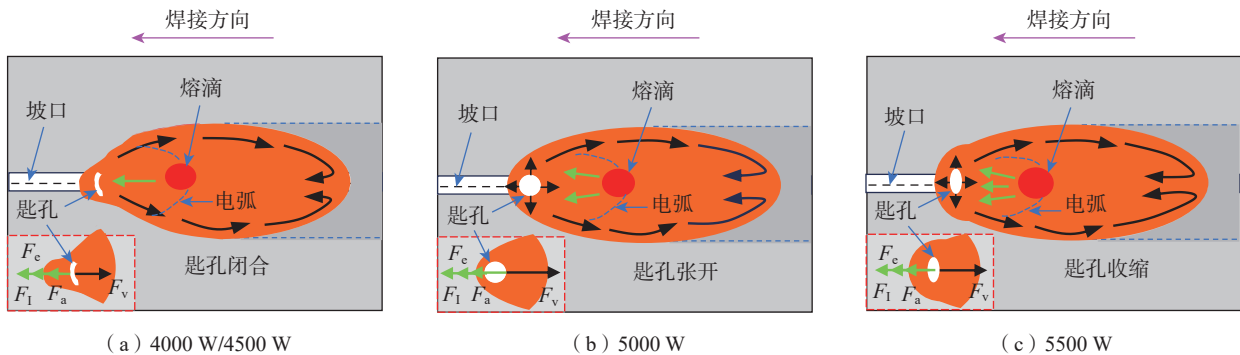 焊接方向
熔滴
坡口
匙孔
电弧
Fe
FI
Fa
Fv
匙孔闭合
(a) 4000 W/4500 W
焊接方向
熔滴
坡口
匙孔
电弧
Fe
FI
Fa
Fv
匙孔张开
(b) 5000 W
焊接方向
熔滴
坡口
匙孔
电弧
Fe
FI
Fa
Fv
匙孔收缩
(c) 5500 W